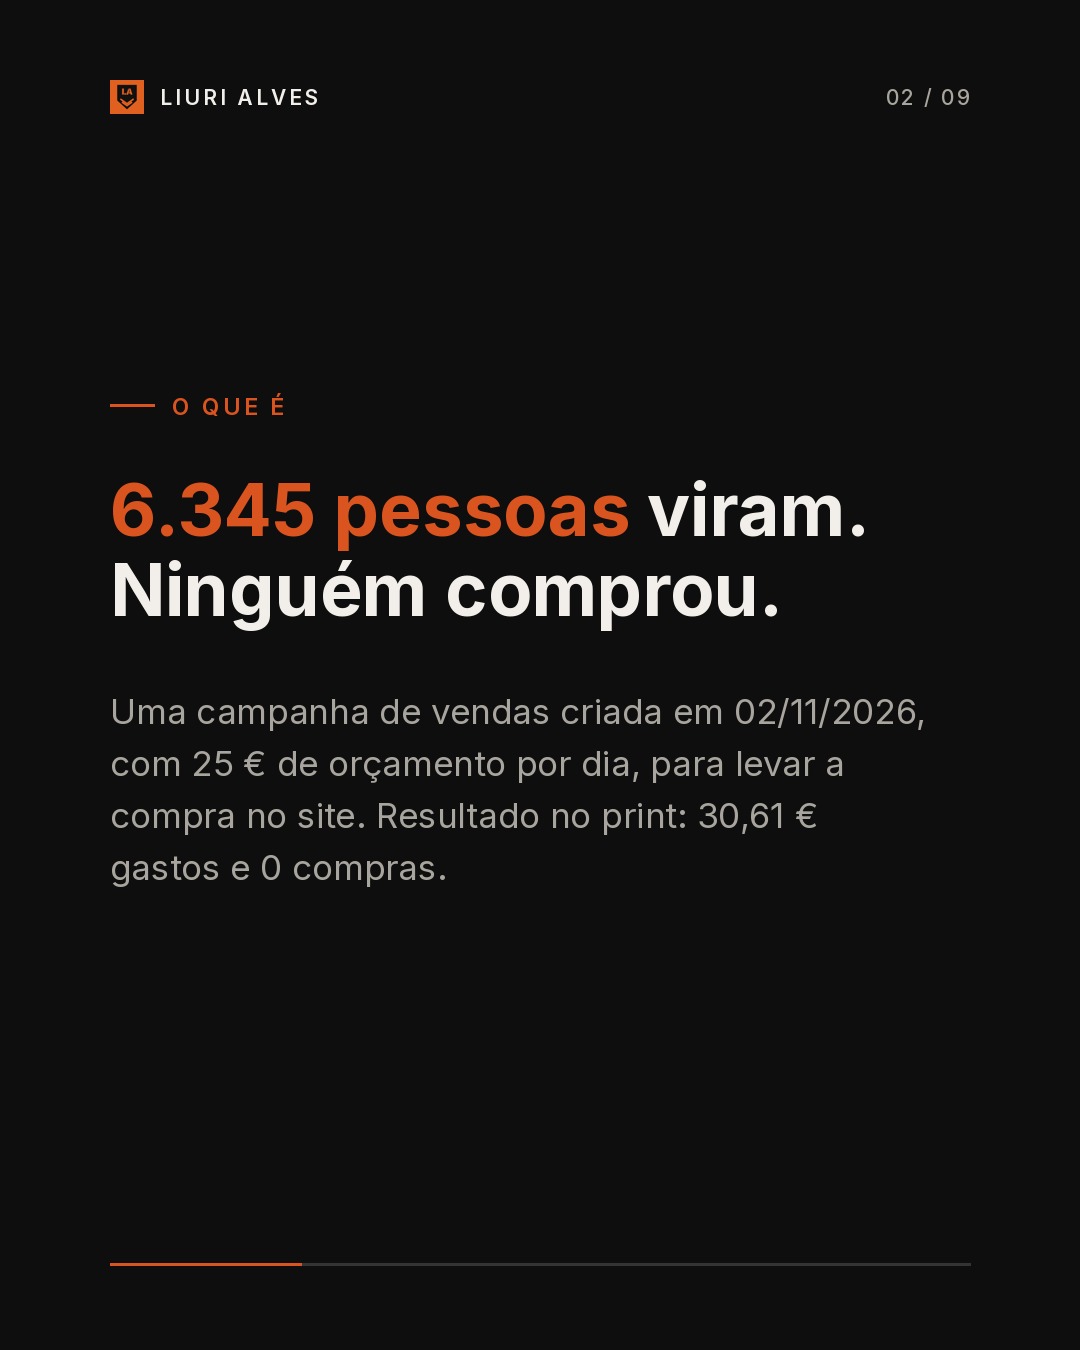 LA
LIURI ALVES
02 / 09
O QUE É
6.345 pessoas viram.
Ninguém comprou.
Uma campanha de vendas criada em 02/11/2026,
com 25 € de orçamento por dia, para levar a
compra no site. Resultado no print: 30,61 €
gastos e 0 compras.